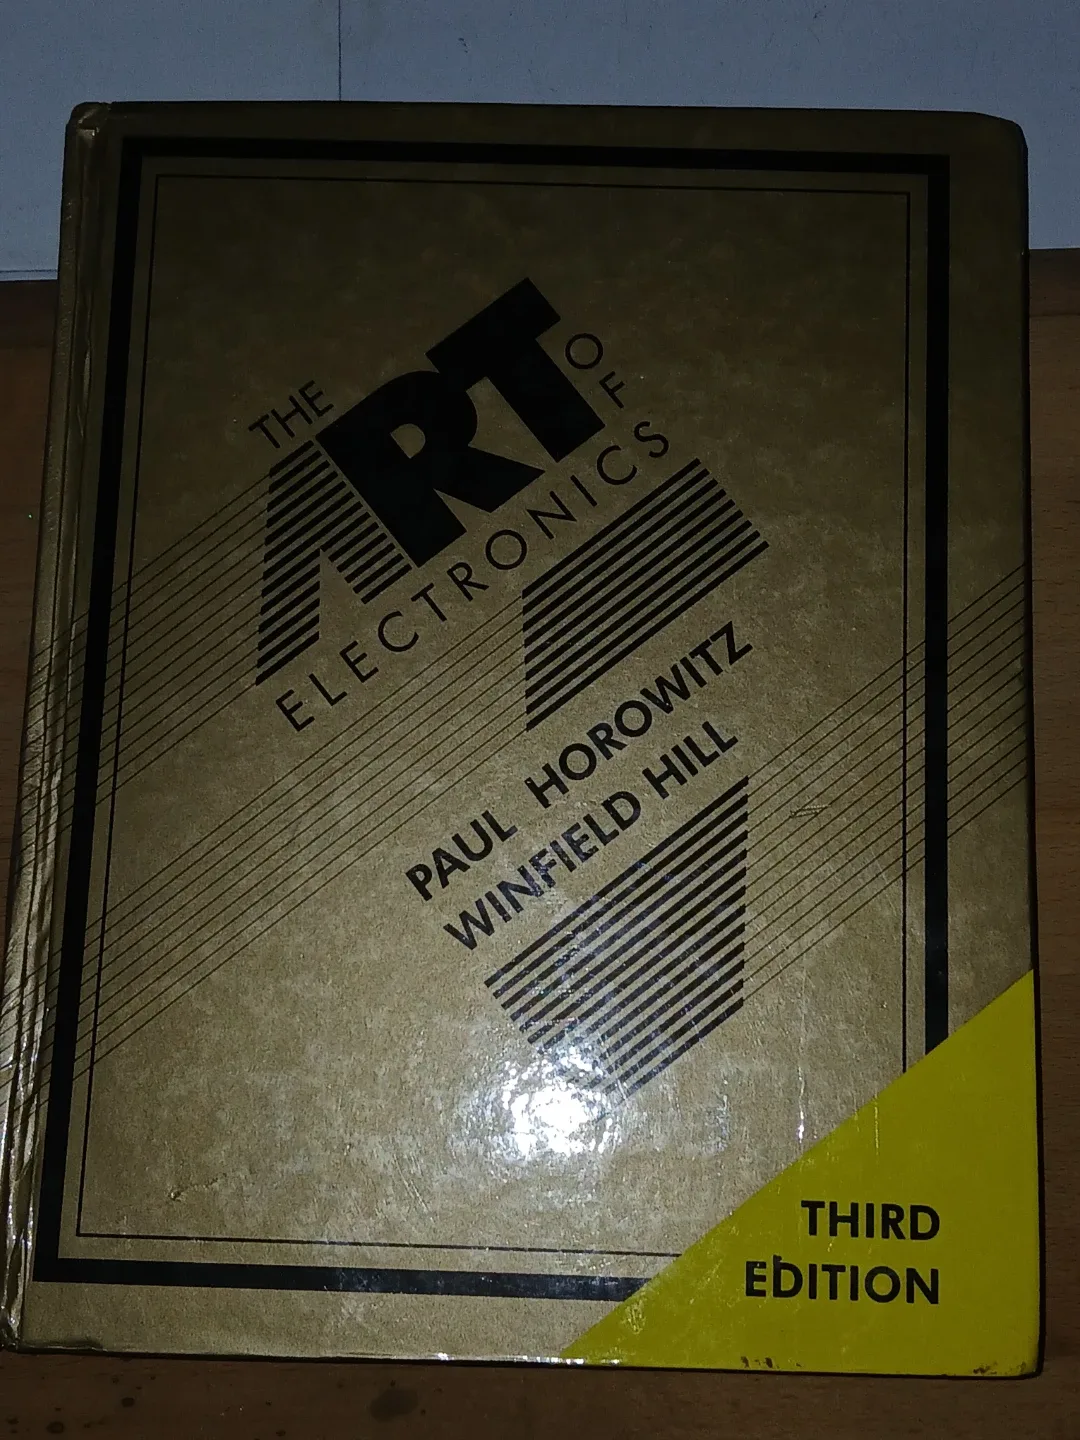 THE
ART
OF
ELECTRONICS
PAUL HOROWITZ
WINFIELD HILL
THIRD
EDITION